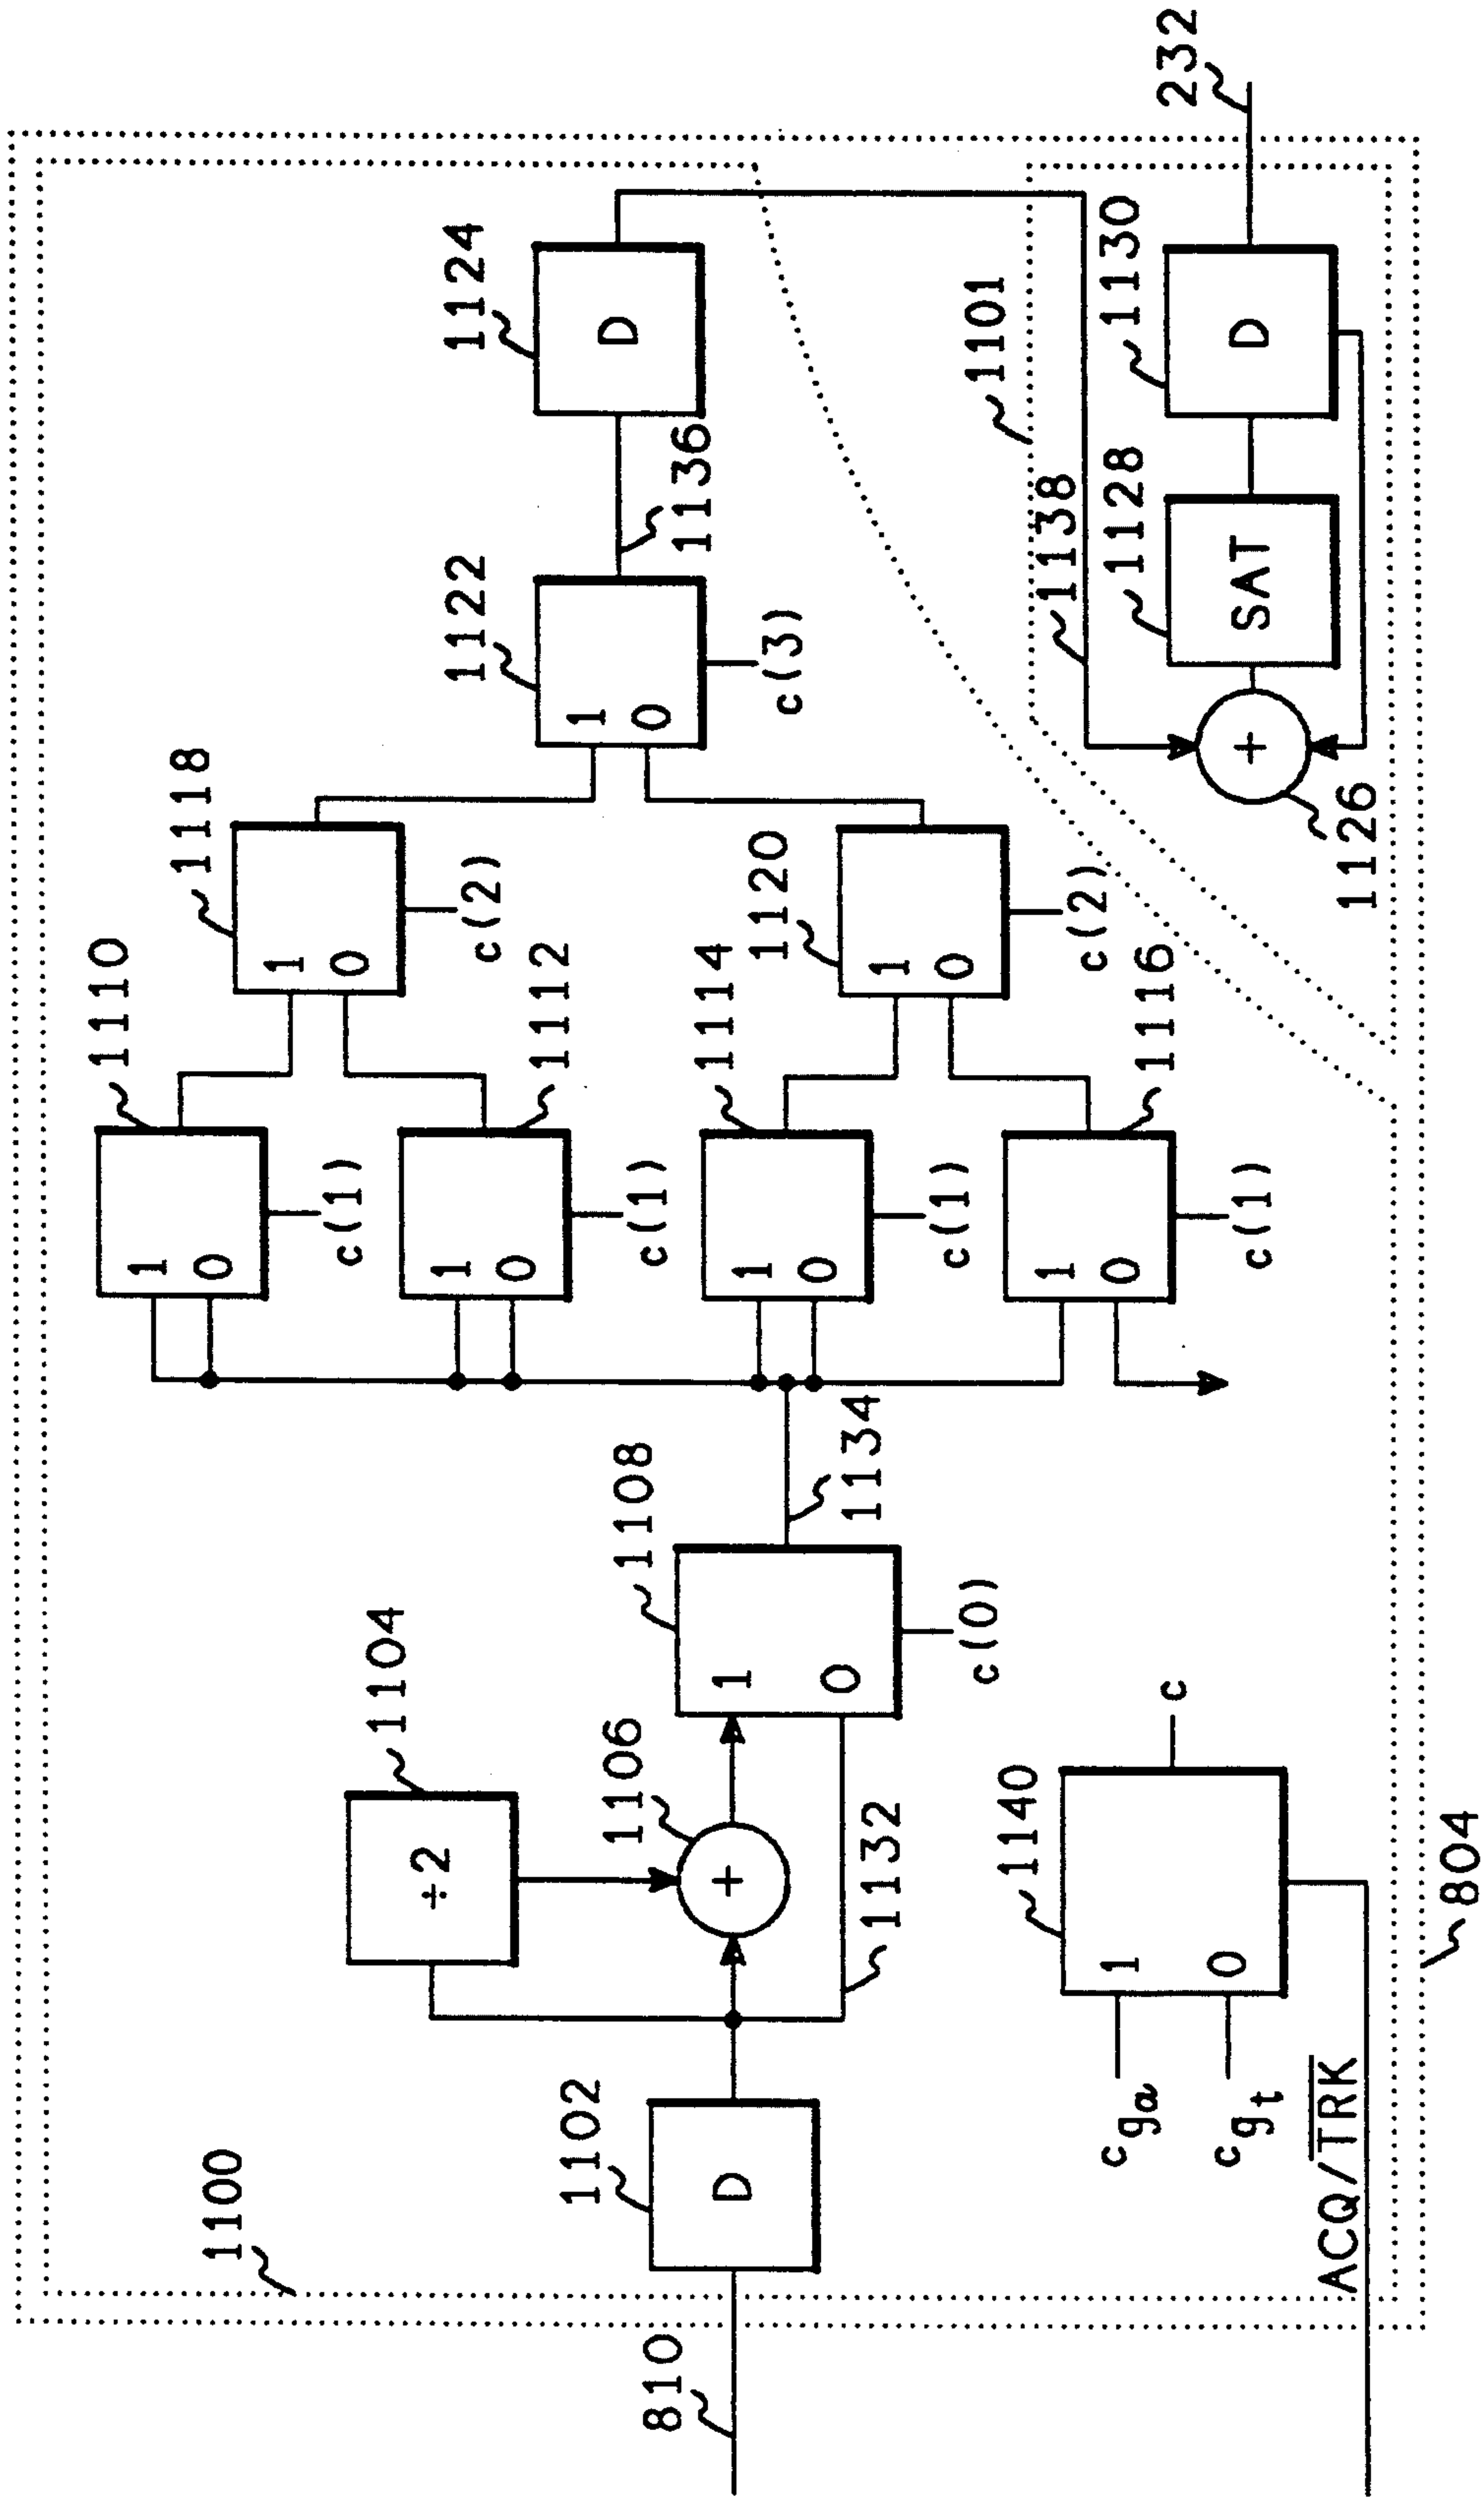 1100
810
1102
D
1104
÷2
1106
+
1132
1108
1
0
c(0)
1134
1110
1
0
c(1)
1112
1
0
c(1)
1114
1
0
c(1)
1116
1
0
c(1)
1118
1
0
c(2)
1120
1
0
c(2)
1122
1
0
c(3)
1136
1124
D
1101
1138
1126
+
1128
SAT
1130
D
232
1140
cga
1
cgt
0
c
ACQ/T̅R̅K̅
804